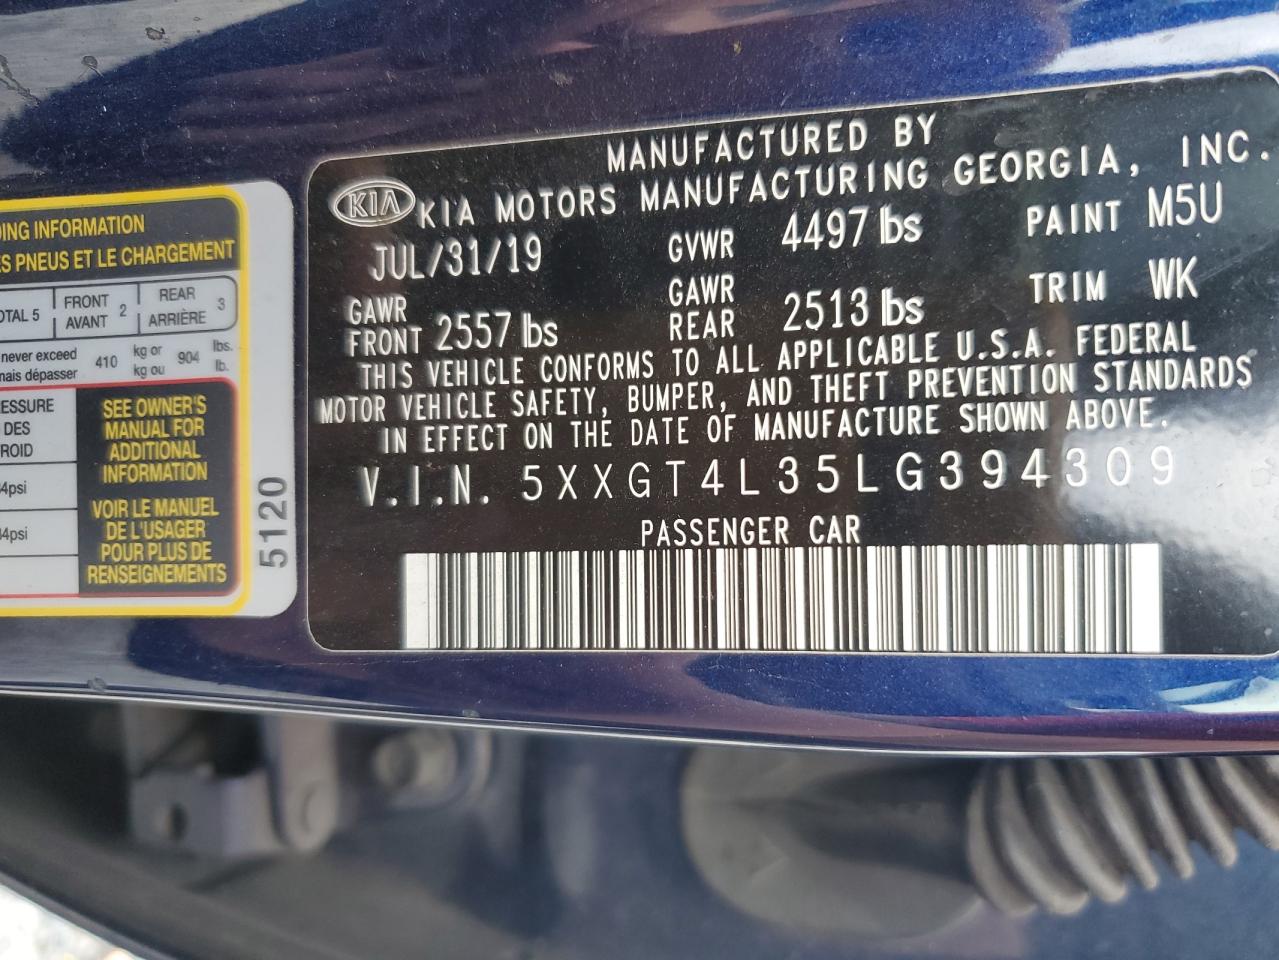 DING INFORMATION
ES PNEUS ET LE CHARGEMENT
OTAL 5 FRONT AVANT 2 REAR ARRIÈRE 3
never exceed 410 kg or 904 lbs.
mais dépasser kg ou lb.
ESSURE
DES
ROID
4psi
4psi
SEE OWNER'S
MANUAL FOR
ADDITIONAL
INFORMATION
VOIR LE MANUEL
DE L'USAGER
POUR PLUS DE
RENSEIGNEMENTS
5120
MANUFACTURED BY
KIA KIA MOTORS MANUFACTURING GEORGIA, INC.
JUL/31/19 GVWR 4497 lbs PAINT M5U
GAWR FRONT 2557 lbs GAWR REAR 2513 lbs TRIM WK
THIS VEHICLE CONFORMS TO ALL APPLICABLE U.S.A. FEDERAL
MOTOR VEHICLE SAFETY, BUMPER, AND THEFT PREVENTION STANDARDS
IN EFFECT ON THE DATE OF MANUFACTURE SHOWN ABOVE.
V.I.N. 5XXGT4L35LG394309
PASSENGER CAR